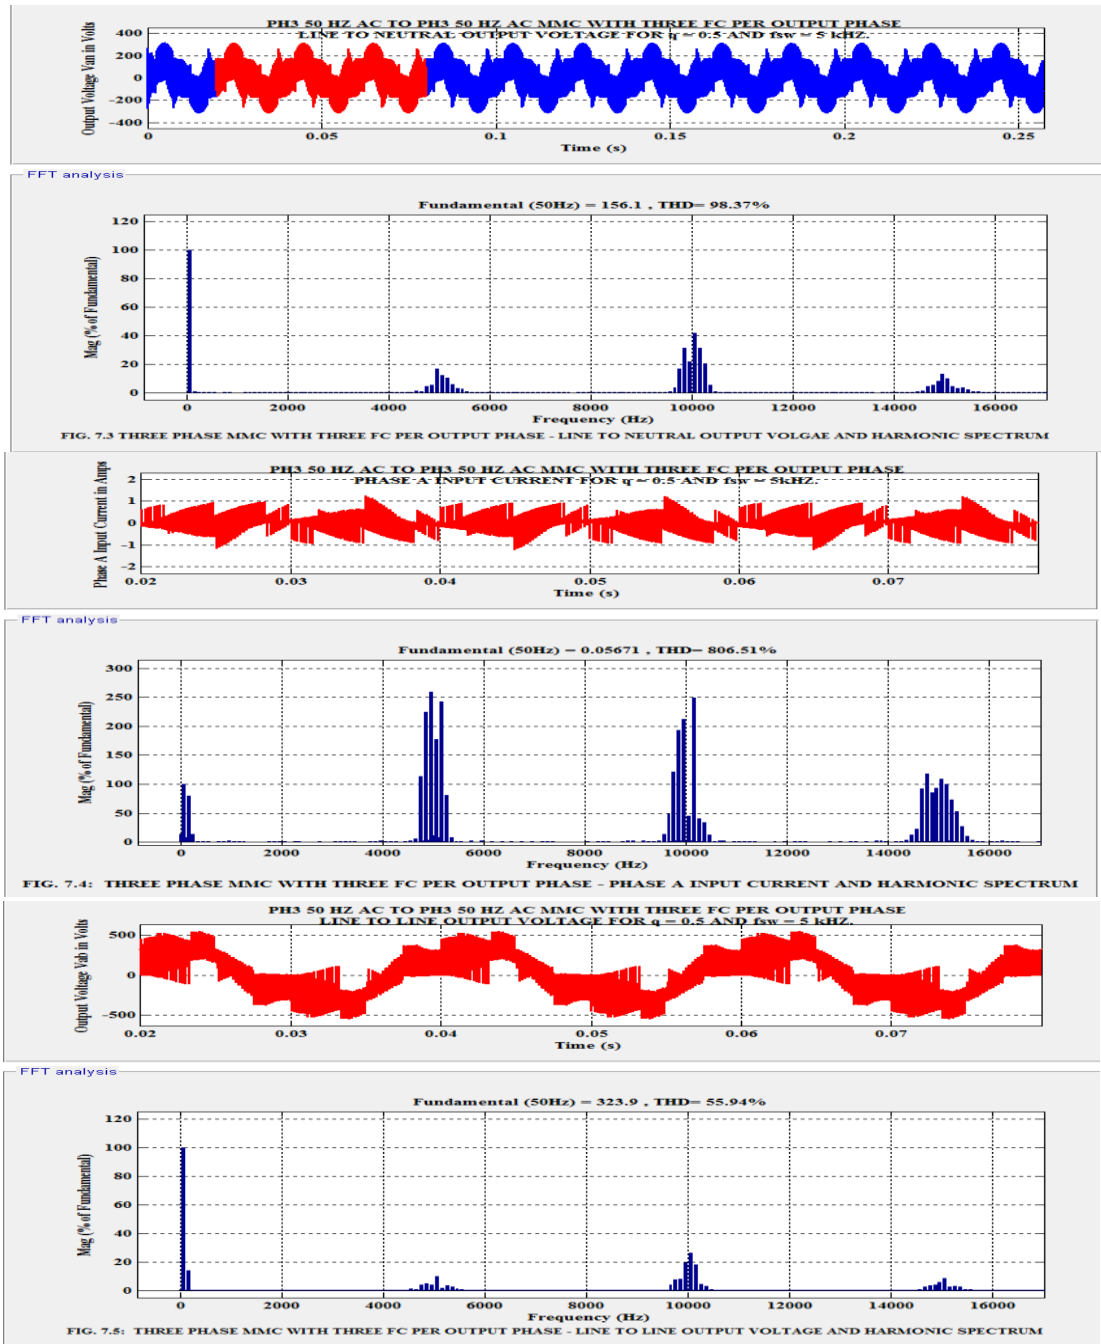 PH3 50 HZ AC TO PH3 50 HZ AC MMC WITH THREE FC PER OUTPUT PHASE
LINE TO NEUTRAL OUTPUT VOLTAGE FOR q = 0.5 AND fsw = 5 kHZ.
Output Voltage Van in Volts
400
200
0
-200
-400
0 0.05 0.1 0.15 0.2 0.25
Time (s)
FFT analysis
Fundamental (50Hz) = 156.1 , THD= 98.37%
Mag (% of Fundamental)
120
100
80
60
40
20
0
0 2000 4000 6000 8000 10000 12000 14000 16000
Frequency (Hz)
FIG. 7.3 THREE PHASE MMC WITH THREE FC PER OUTPUT PHASE - LINE TO NEUTRAL OUTPUT VOLGAE AND HARMONIC SPECTRUM
PH3 50 HZ AC TO PH3 50 HZ AC MMC WITH THREE FC PER OUTPUT PHASE
PHASE A INPUT CURRENT FOR q = 0.5 AND fsw = 5kHZ.
Phase A Input Current in Amps
2
1
0
-1
-2
0.02 0.03 0.04 0.05 0.06 0.07
Time (s)
FFT analysis
Fundamental (50Hz) = 0.05671 , THD= 806.51%
Mag (% of Fundamental)
300
250
200
150
100
50
0
0 2000 4000 6000 8000 10000 12000 14000 16000
Frequency (Hz)
FIG. 7.4: THREE PHASE MMC WITH THREE FC PER OUTPUT PHASE - PHASE A INPUT CURRENT AND HARMONIC SPECTRUM
PH3 50 HZ AC TO PH3 50 HZ AC MMC WITH THREE FC PER OUTPUT PHASE
LINE TO LINE OUTPUT VOLTAGE FOR q = 0.5 AND fsw = 5 kHZ.
Output Voltage Vab in Volts
500
0
-500
0.02 0.03 0.04 0.05 0.06 0.07
Time (s)
FFT analysis
Fundamental (50Hz) = 323.9 , THD= 55.94%
Mag (% of Fundamental)
120
100
80
60
40
20
0
0 2000 4000 6000 8000 10000 12000 14000 16000
Frequency (Hz)
FIG. 7.5: THREE PHASE MMC WITH THREE FC PER OUTPUT PHASE - LINE TO LINE OUTPUT VOLTAGE AND HARMONIC SPECTRUM